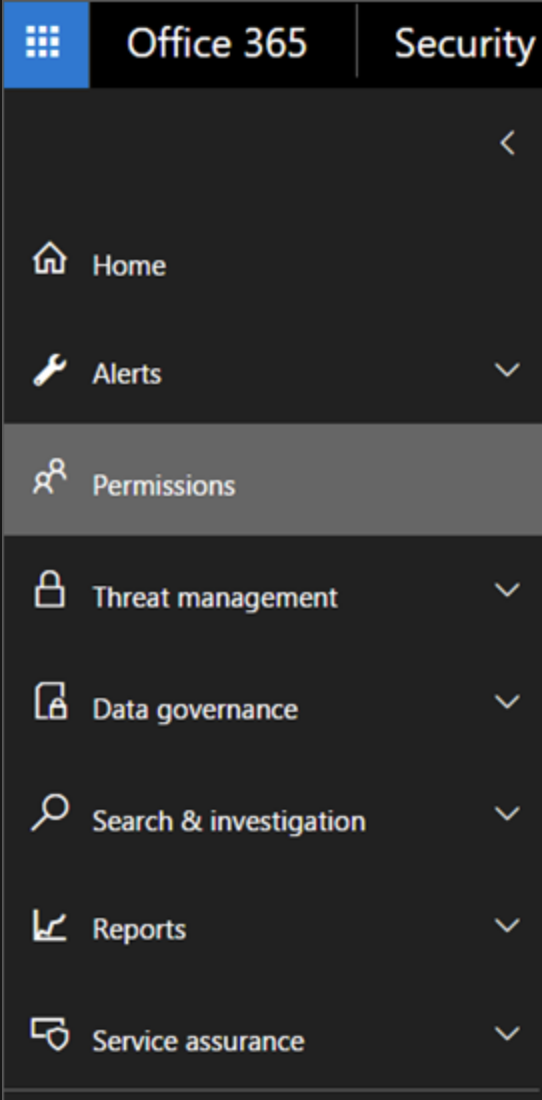 Office 365 Security
Home
Alerts
Permissions
Threat management
Data governance
Search & investigation
Reports
Service assurance